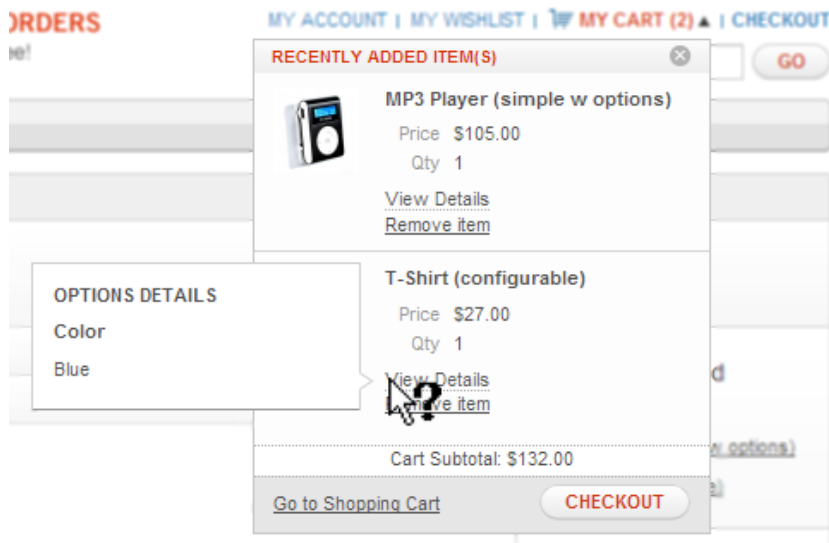 ORDERS
MY ACCOUNT | MY WISHLIST | MY CART (2) ▲ | CHECKOUT
GO
RECENTLY ADDED ITEM(S)
MP3 Player (simple w options)
Price $105.00
Qty 1
View Details
Remove item
T-Shirt (configurable)
Price $27.00
Qty 1
View Details
item
OPTIONS DETAILS
Color
Blue
w options)
Cart Subtotal: $132.00
Go to Shopping Cart
CHECKOUT